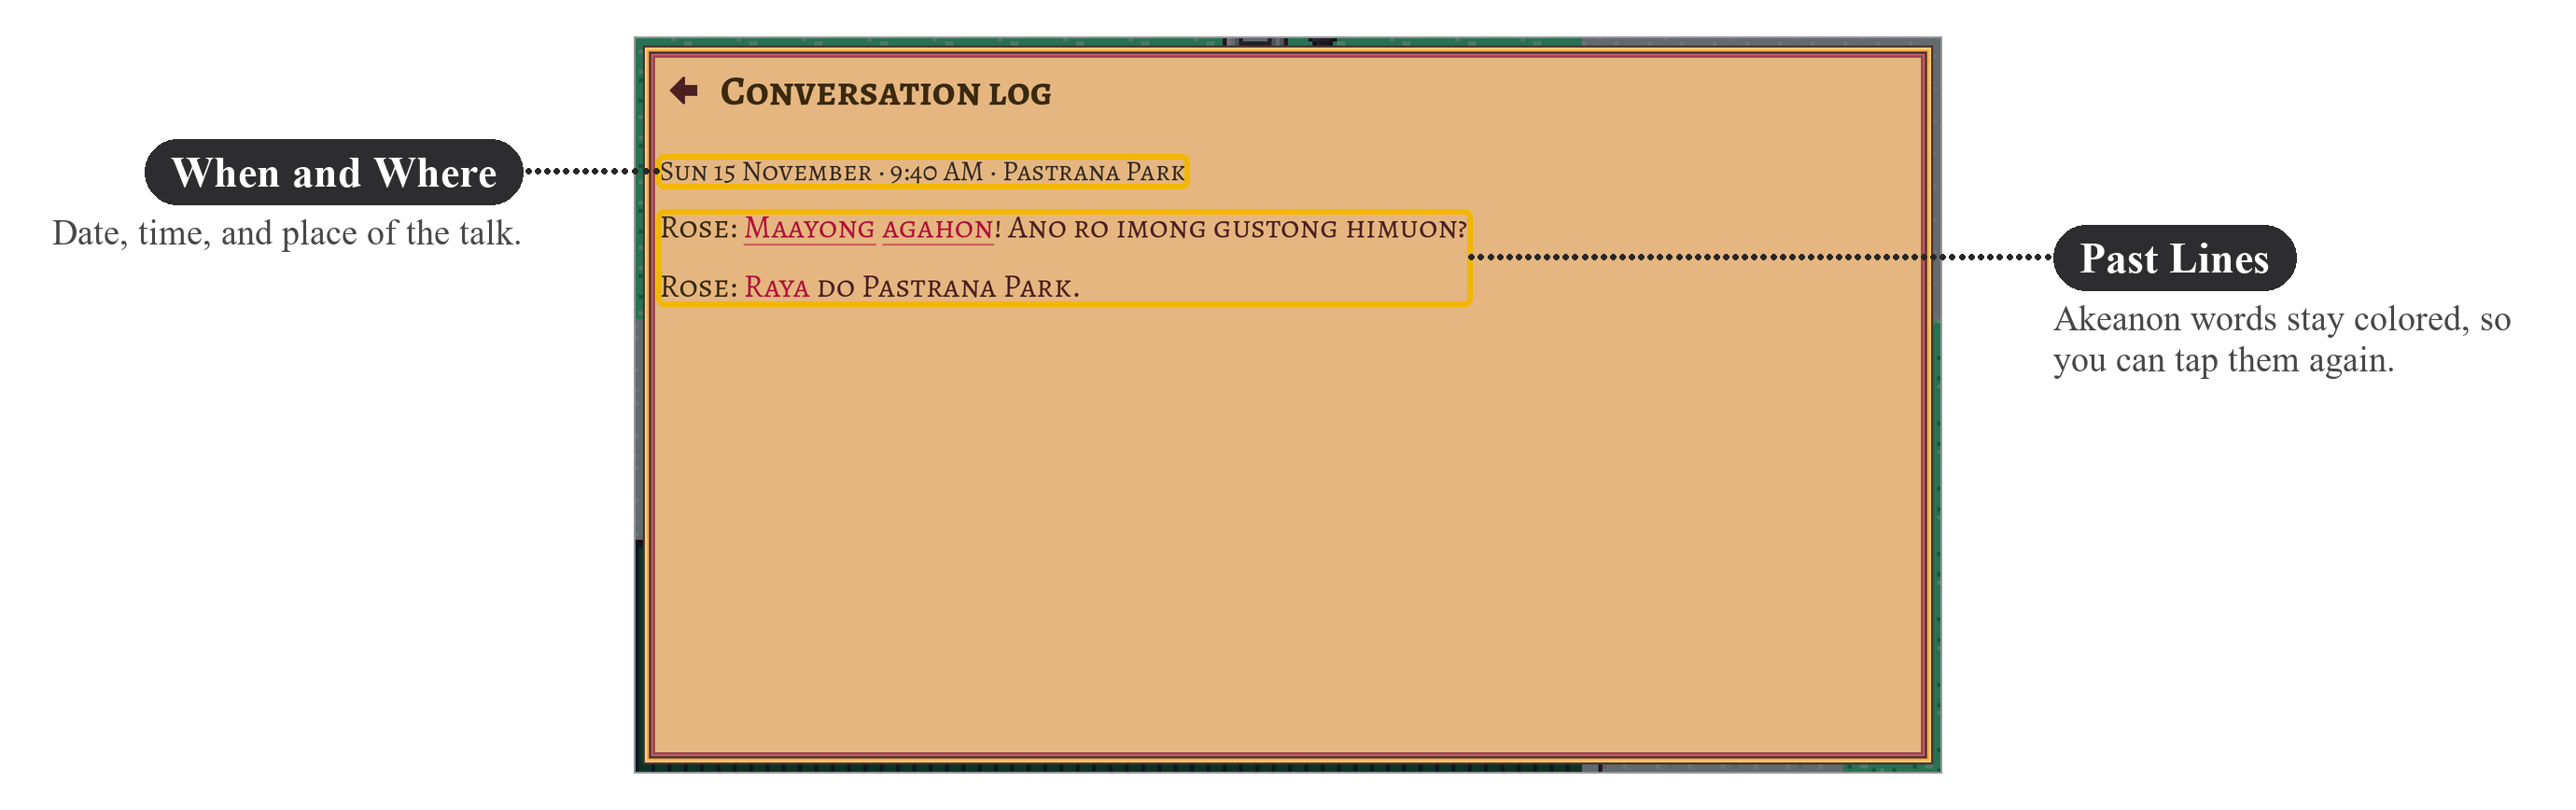 Conversation log
When and Where
Date, time, and place of the talk.
Sun 15 November · 9:40 AM · Pastrana Park
Rose: Maayong agahon! Ano ro imong gustong himuon?
Rose: Raya do Pastrana Park.
Past Lines
Akeanon words stay colored, so
you can tap them again.